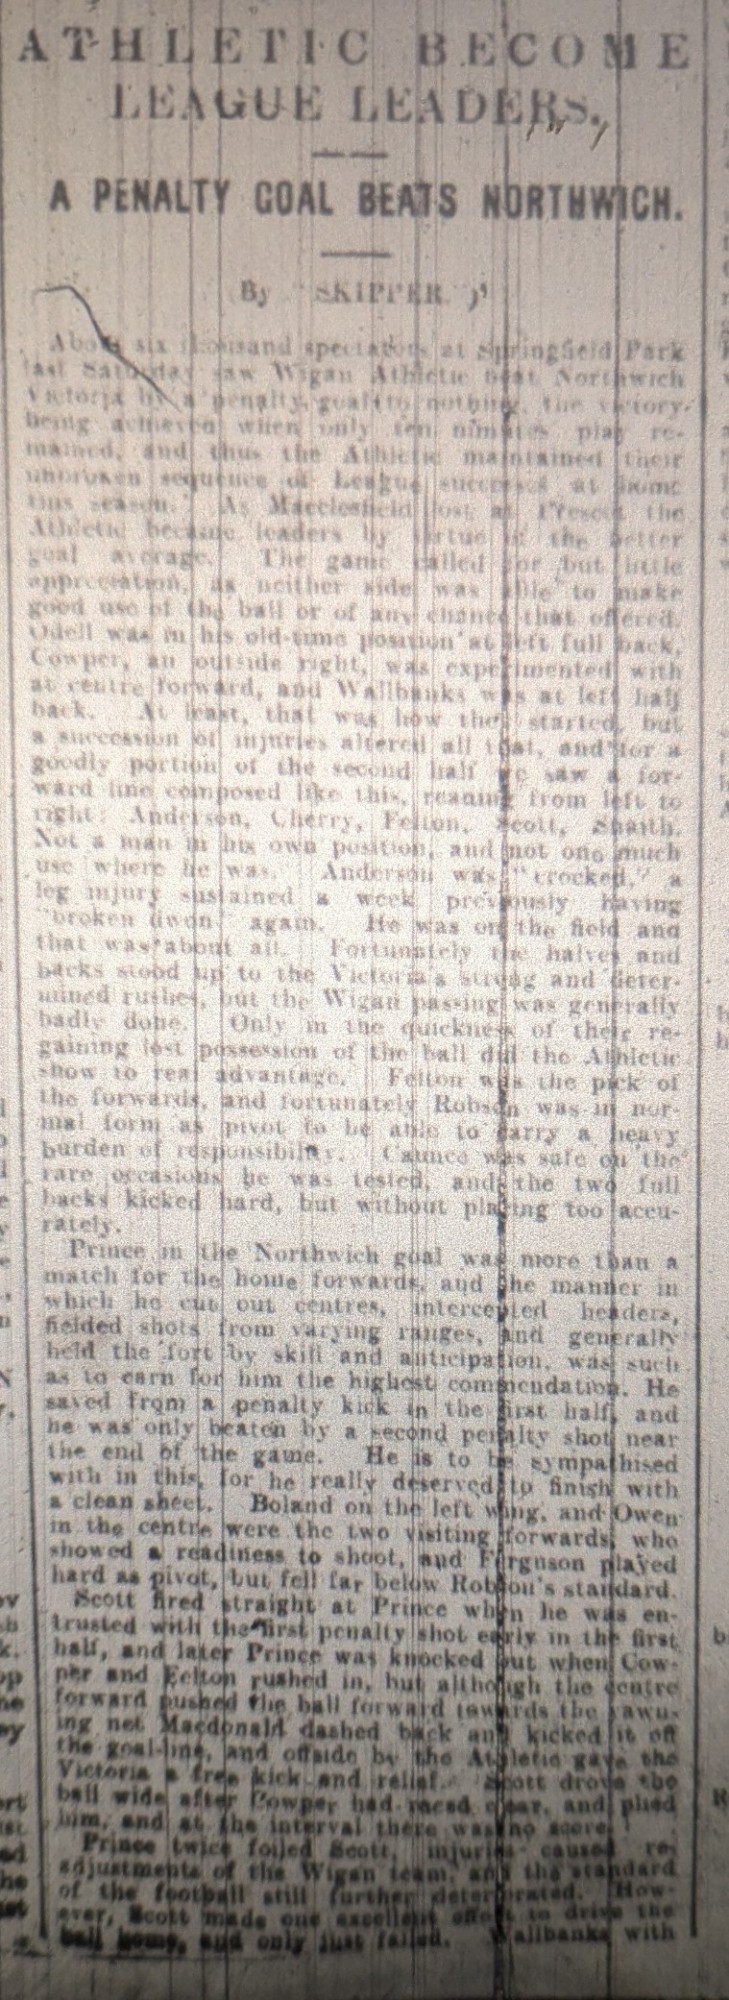 ATHLETIC BECOME
LEAGUE LEADERS.
A PENALTY GOAL BEATS NORTHWICH.
By "SKIPPER."
About six thousand spectators at Springfield Park
last Saturday saw Wigan Athletic beat Northwich
Victoria by a penalty goal to nothing, the victory
being achieved when only ten minutes play re-
mained, and thus the Athletic maintained their
unbroken sequence of League successes at home
this season. As Macclesfield lost at Prescot the
Athletic became leaders by virtue of the better
goal average. The game called for but little
appreciation, as neither side was able to make
good use of the ball or of any chance that offered.
Odell was in his old-time position at left full back,
Cowper, an outside right, was experimented with
at centre forward, and Wallbanks was at left half
back. At least, that was how they started, but
a succession of injuries altered all that, and for a
goodly portion of the second half we saw a for-
ward line composed like this, reading from left to
right: Anderson, Cherry, Felton, Scott, Smaith.
Not a man in his own position, and not one much
use where he was. Anderson was "crocked," a
leg injury sustained a week previously having
"broken dwon" again. He was on the field and
that was about all. Fortunately the halves and
backs stood up to the Victoria's strong and deter-
mined rushes, but the Wigan passing was generally
badly done. Only in the quickness of their re-
gaining lost possession of the ball did the Athletic
show to real advantage. Felton was the pick of
the forwards, and fortunately Robson was in nor-
mal form as pivot to be able to carry a heavy
burden of responsibility. Caunce was safe on the
rare occasions he was tested, and the two full
backs kicked hard, but without placing too accu-
rately.
Prince in the Northwich goal was more than a
match for the home forwards, and the manner in
which he cut out centres, intercepted headers,
fielded shots from varying ranges, and generally
held the fort by skill and anticipation, was such
as to earn for him the highest commendation. He
saved from a penalty kick in the first half, and
he was only beaten by a second penalty shot near
the end of the game. He is to be sympathised
with in this, for he really deserved to finish with
a clean sheet. Boland on the left wing, and Owen
in the centre were the two visiting forwards who
showed a readiness to shoot, and Ferguson played
hard as pivot, but fell far below Robson's standard.
Scott fired straight at Prince when he was en-
trusted with the first penalty shot early in the first
half, and later Prince was knocked out when Cow-
per and Felton rushed in, but although the centre
forward pushed the ball forward towards the yawn-
ing net Macdonald dashed back and kicked it off
the goal-line, and offside by the Athletic gave the
Victoria a free kick and relief. Scott drove the
ball wide after Cowper had raced clear, and plied
him, and at the interval there was no score.
Prince twice foiled Scott, injuries caused re-
adjustments of the Wigan team, and the standard
of the football still further deteriorated. How-
ever, Scott made one excellent effort to drive the
ball home, and only just failed. Wallbanks with